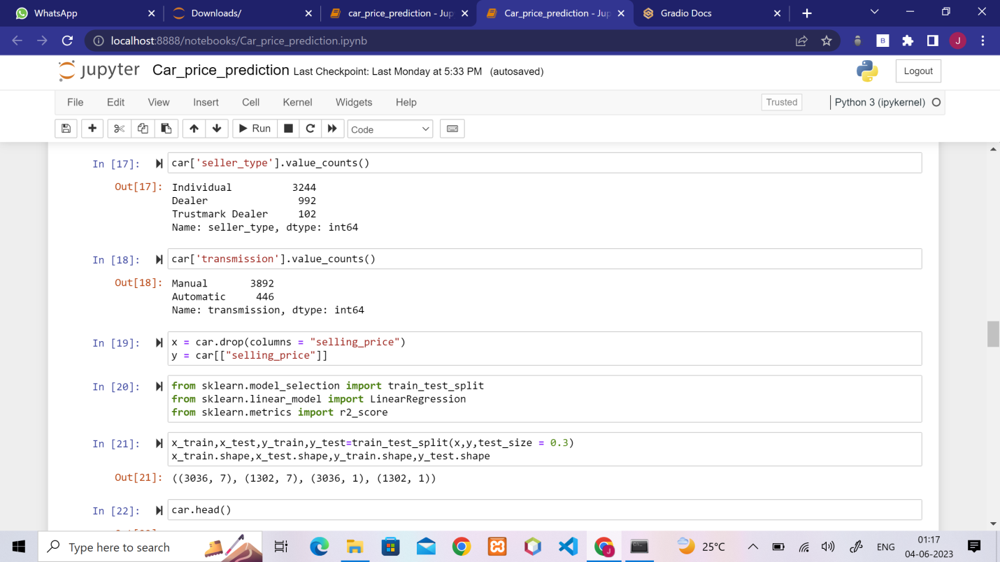 WhatsApp
Downloads/
car_price_prediction - Jup
Car_price_prediction - Jup
Gradio Docs
localhost:8888/notebooks/Car_price_prediction.ipynb
B
J
jupyter Car_price_prediction Last Checkpoint: Last Monday at 5:33 PM (autosaved)
Logout
File Edit View Insert Cell Kernel Widgets Help
Trusted
Python 3 (ipykernel)
Run
Code
In [17]: car['seller_type'].value_counts()
Out[17]: Individual 3244
Dealer 992
Trustmark Dealer 102
Name: seller_type, dtype: int64
In [18]: car['transmission'].value_counts()
Out[18]: Manual 3892
Automatic 446
Name: transmission, dtype: int64
In [19]: x = car.drop(columns = "selling_price")
y = car[["selling_price"]]
In [20]: from sklearn.model_selection import train_test_split
from sklearn.linear_model import LinearRegression
from sklearn.metrics import r2_score
In [21]: x_train,x_test,y_train,y_test=train_test_split(x,y,test_size = 0.3)
x_train.shape,x_test.shape,y_train.shape,y_test.shape
Out[21]: ((3036, 7), (1302, 7), (3036, 1), (1302, 1))
In [22]: car.head()
Type here to search
25°C
ENG
01:17
04-06-2023